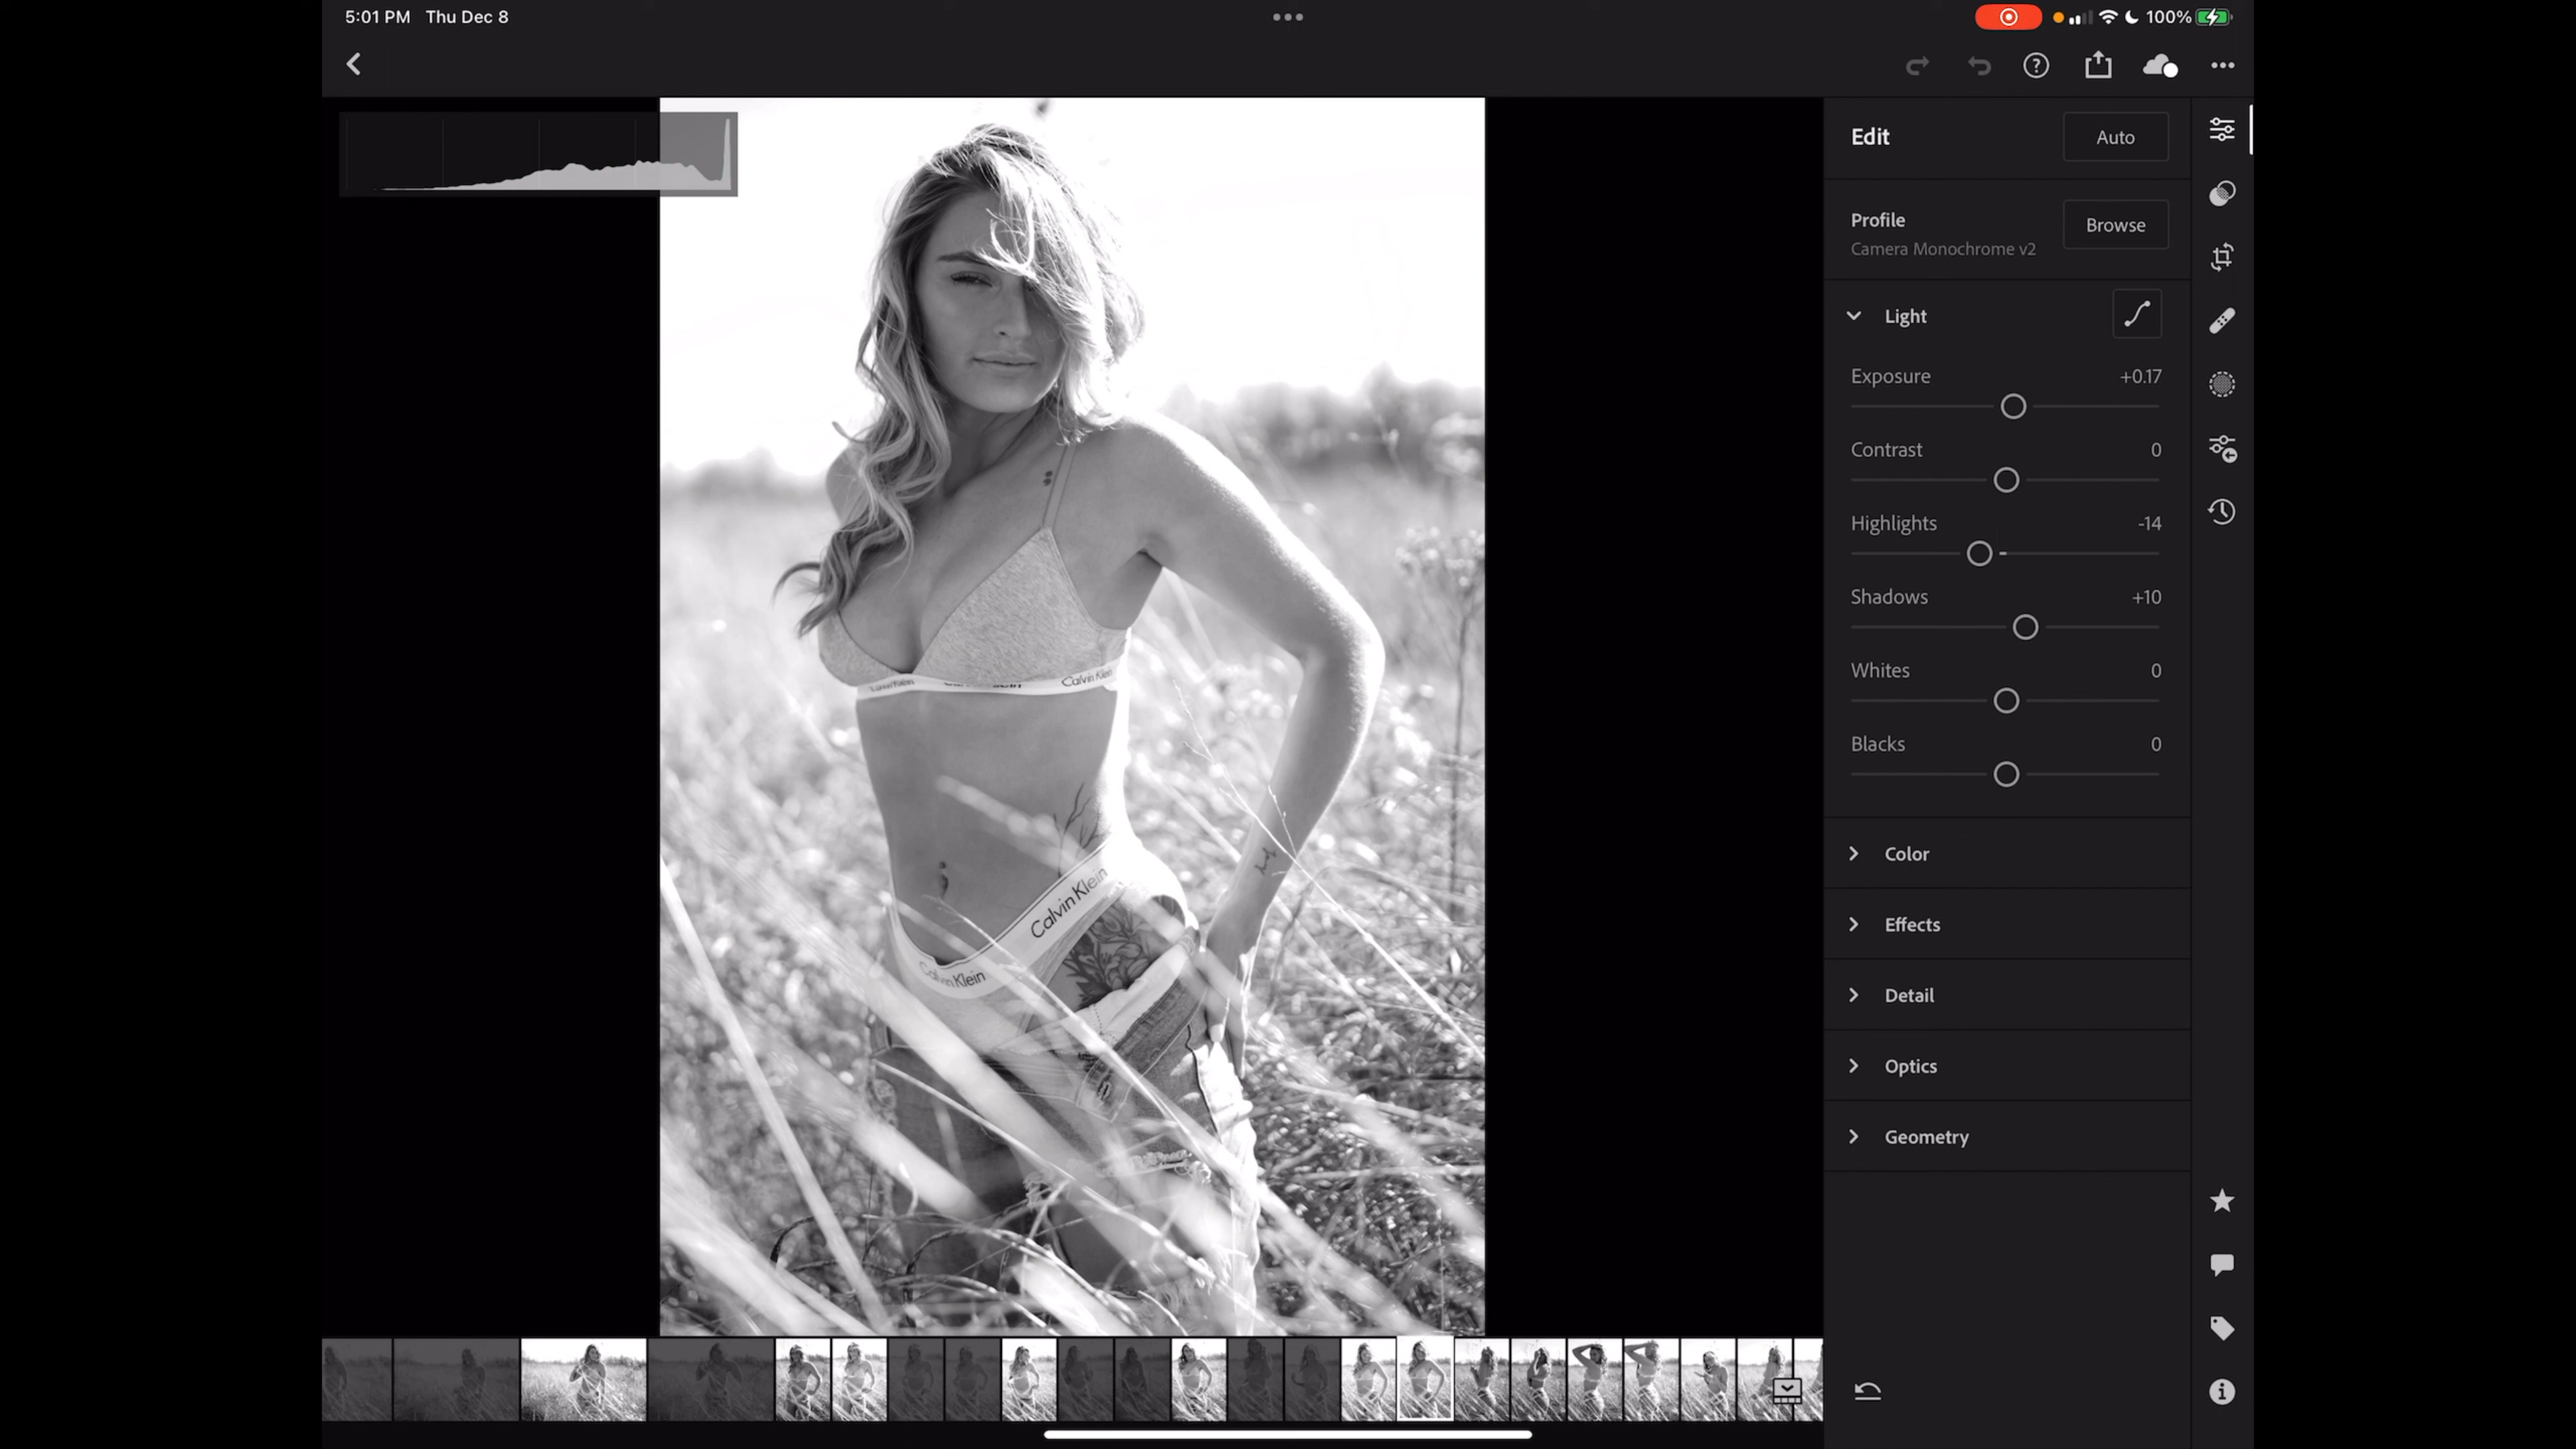 5:01 PM Thu Dec 8
100%
Edit
Auto
Profile
Camera Monochrome v2
Browse
Light
Exposure +0.17
Contrast 0
Highlights -14
Shadows +10
Whites 0
Blacks 0
Color
Effects
Detail
Optics
Geometry
Calvin Klein
Calvin Klein
Calvin Klein